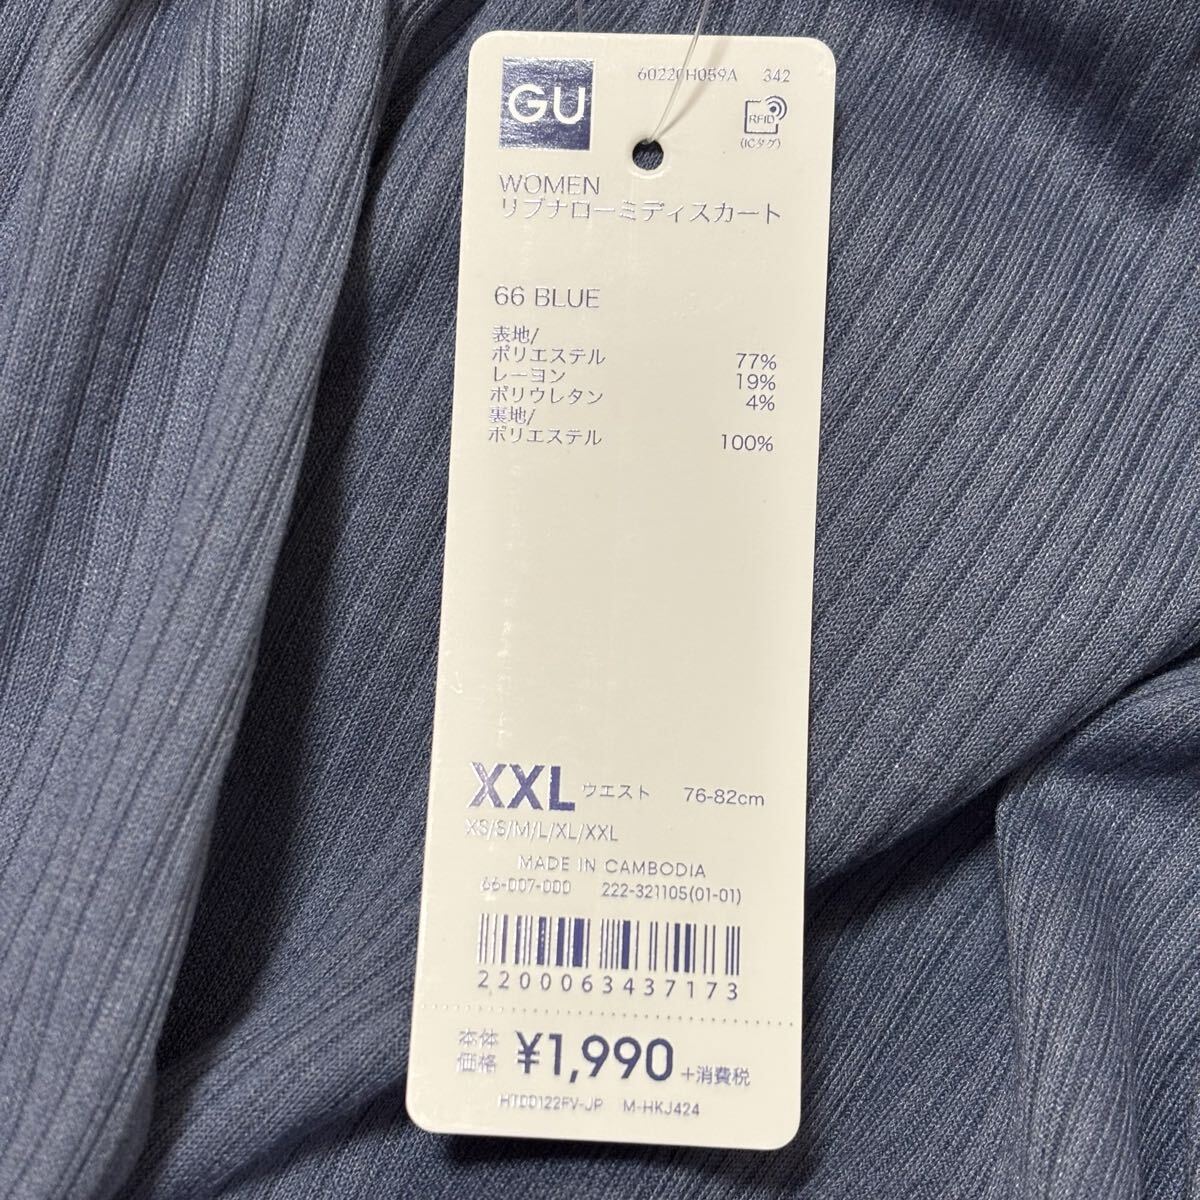 GU
60220H059A 342
RFID
(ICタグ)
WOMEN
リブナローミディスカート
66 BLUE
表地/
ポリエステル 77%
レーヨン 19%
ポリウレタン 4%
裏地/
ポリエステル 100%
XXL ウエスト 76-82cm
XS/S/M/L/XL/XXL
MADE IN CAMBODIA
66-007-000 222-321105(01-01)
2200063437173
本体価格 ¥1,990 +消費税
HT00122FV-JP M-HKJ424